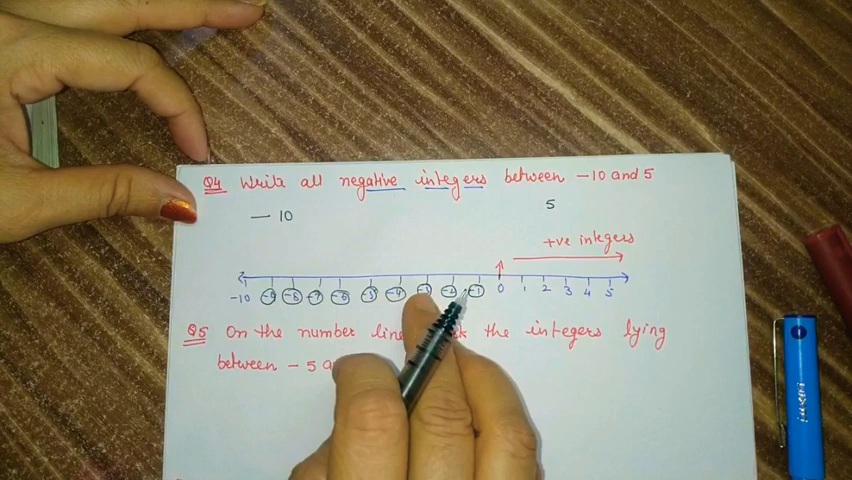 Q4 Write all negative integers between -10 and 5
- 10 5
+ve integers
-10 -9 -8 -7 -6 -5 -4 -3 -2 -1 0 1 2 3 4 5
Q5 On the number line the integers lying
between - 5